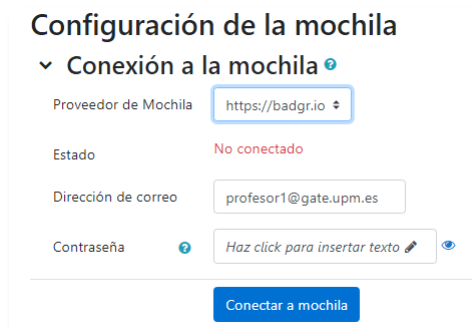 Configuración de la mochila
Conexión a la mochila
Proveedor de Mochila https://badgr.io
Estado No conectado
Dirección de correo profesor1@gate.upm.es
Contraseña Haz click para insertar texto
Conectar a mochila